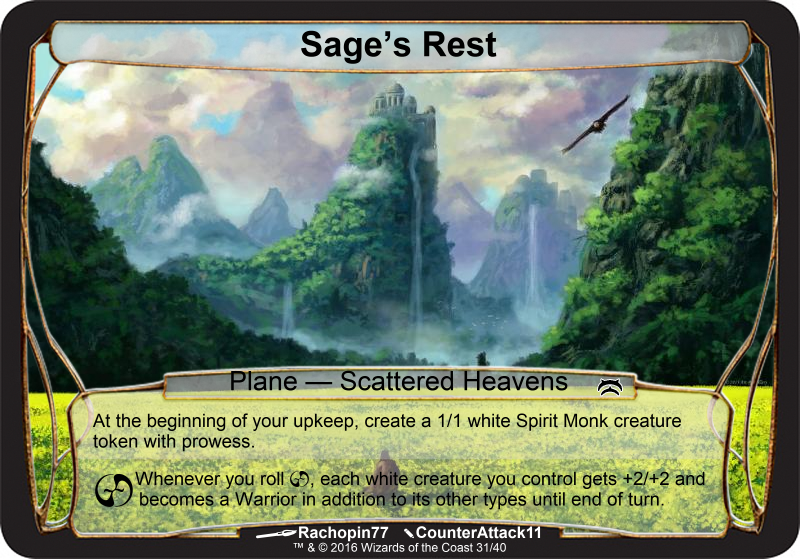 Sage's Rest
Plane — Scattered Heavens
At the beginning of your upkeep, create a 1/1 white Spirit Monk creature
token with prowess.
Whenever you roll , each white creature you control gets +2/+2 and
becomes a Warrior in addition to its other types until end of turn.
Rachopin77 CounterAttack11
™ & © 2016 Wizards of the Coast 31/40